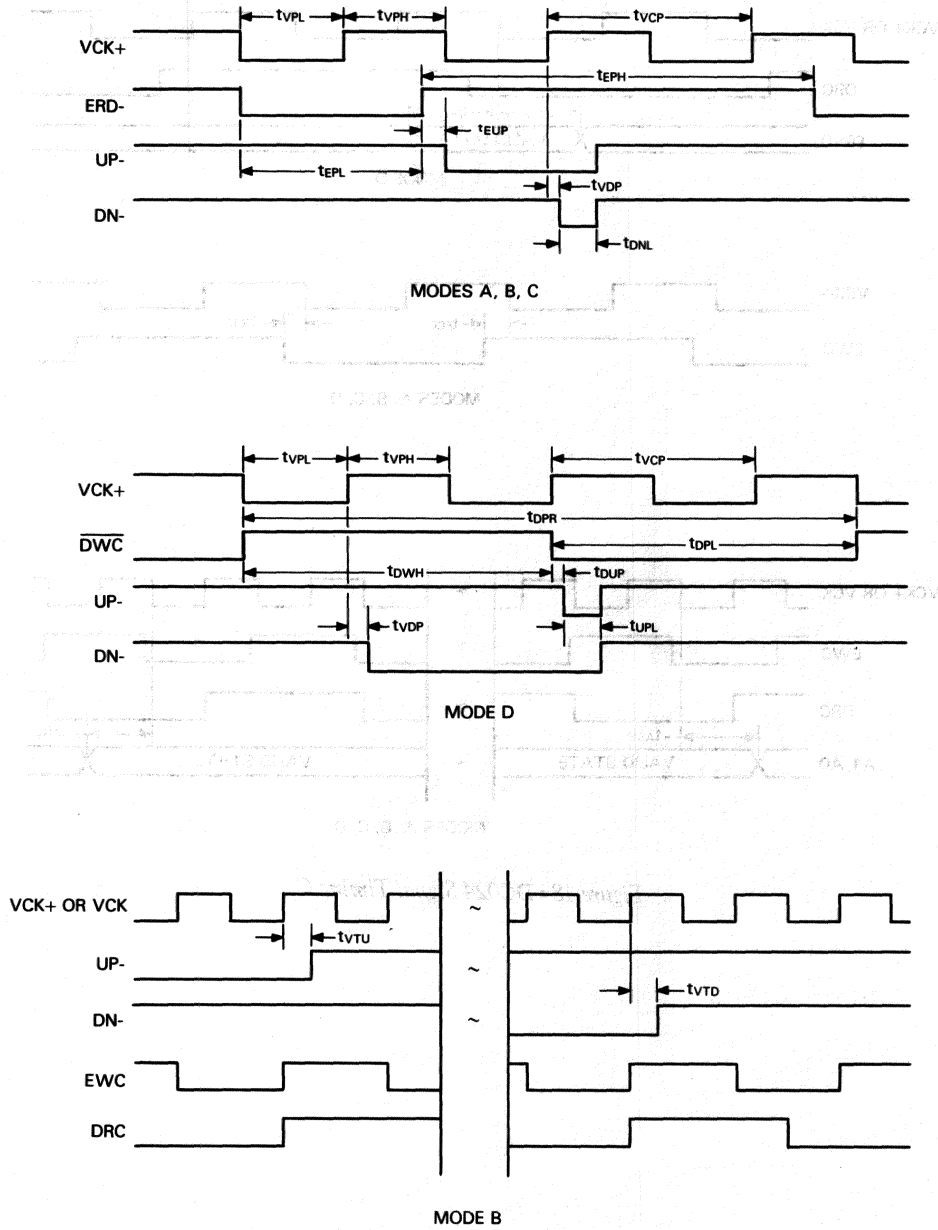 tVPL tVPH tVCP
VCK+
tEPH
ERD-
tEUP
UP-
tEPL
tVDP
DN-
tDNL
MODES A, B, C
tVPL tVPH tVCP
VCK+
tDPR
DWC
tDPL
tDWH tDUP
UP-
tVDP tUPL
DN-
MODE D
VCK+ OR VCK ~
tVTU
UP- ~
tVTD
DN- ~
EWC
DRC
MODE B